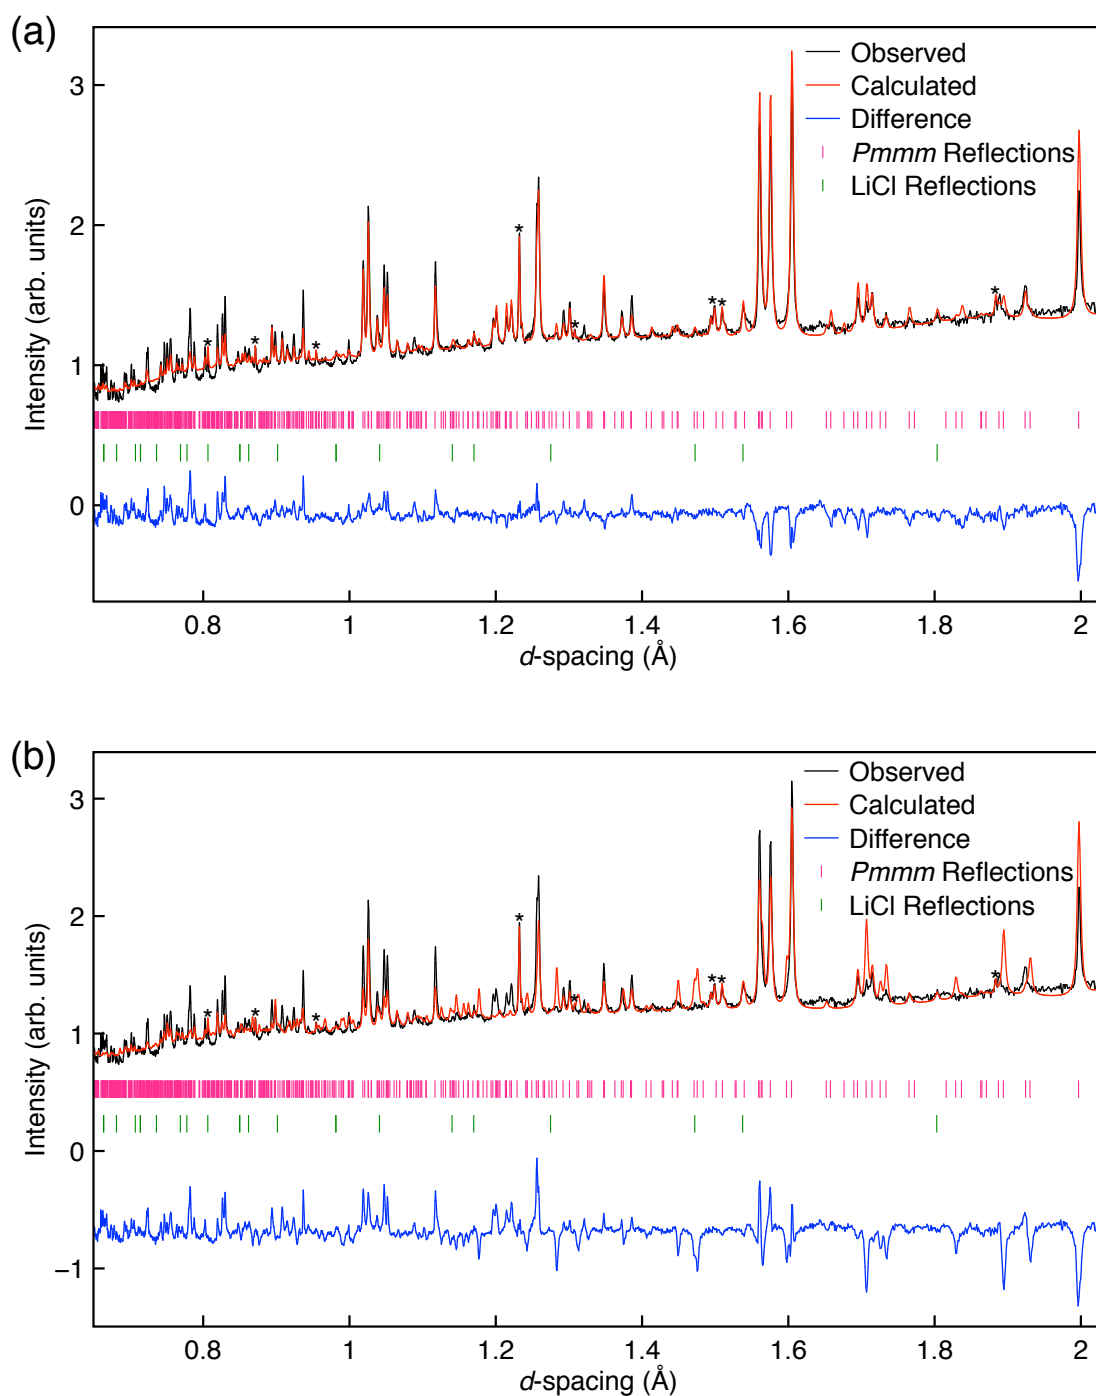 (a)
Observed
Calculated
Difference
Pmmm Reflections
LiCl Reflections
Intensity (arb. units)
3
2
1
0
0.8 1 1.2 1.4 1.6 1.8 2
d-spacing (Å)
* * * * * * * *
(b)
Observed
Calculated
Difference
Pmmm Reflections
LiCl Reflections
Intensity (arb. units)
3
2
1
0
−1
0.8 1 1.2 1.4 1.6 1.8 2
d-spacing (Å)
* * * * * * * *